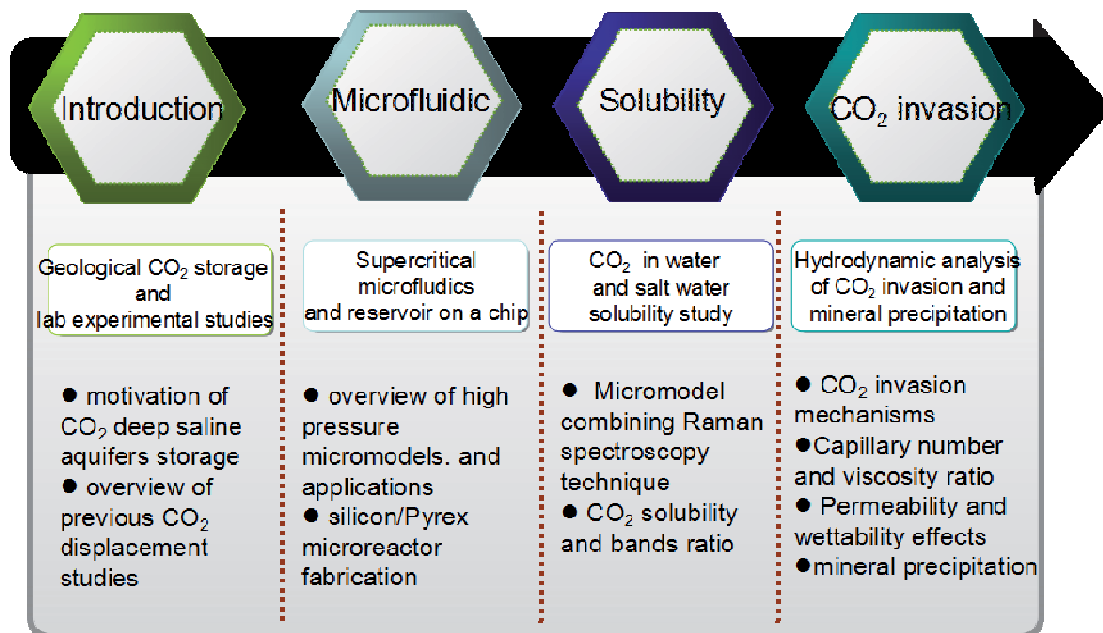 Introduction
Microfluidic
Solubility
CO₂ invasion
Geological CO₂ storage
and
lab experimental studies
Supercritical
microfludics
and reservoir on a chip
CO₂ in water
and salt water
solubility study
Hydrodynamic analysis
of CO₂ invasion and
mineral precipitation
● motivation of
CO₂ deep saline
aquifers storage
● overview of
previous CO₂
displacement
studies
● overview of high
pressure
micromodels. and
applications
● silicon/Pyrex
microreactor
fabrication
● Micromodel
combining Raman
spectroscopy
technique
● CO₂ solubility
and bands ratio
● CO₂ invasion
mechanisms
●Capillary number
and viscosity ratio
● Permeability and
wettability effects
●mineral precipitation